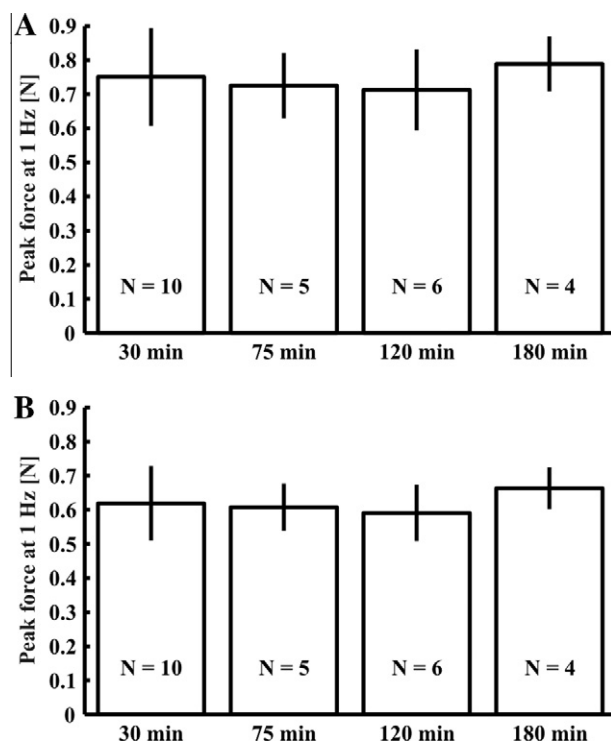 A
Peak force at 1 Hz [N]
0.9
0.8
0.7
0.6
0.5
0.4
0.3
0.2
0.1
0
N = 10 N = 5 N = 6 N = 4
30 min 75 min 120 min 180 min
B
Peak force at 1 Hz [N]
0.9
0.8
0.7
0.6
0.5
0.4
0.3
0.2
0.1
0
N = 10 N = 5 N = 6 N = 4
30 min 75 min 120 min 180 min